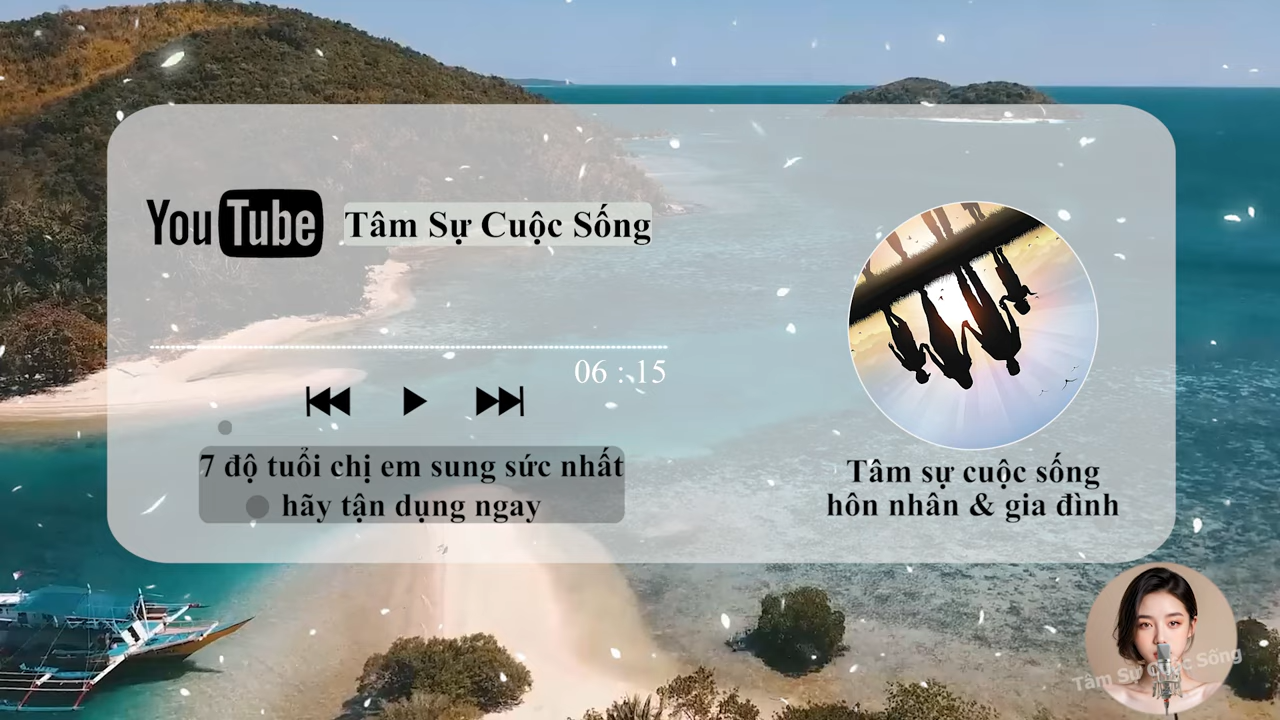 YouTube
Tâm Sự Cuộc Sống
06 : 15
7 độ tuổi chị em sung sức nhất
hãy tận dụng ngay
Tâm sự cuộc sống
hôn nhân & gia đình
Tâm Sự Cuộc Sống